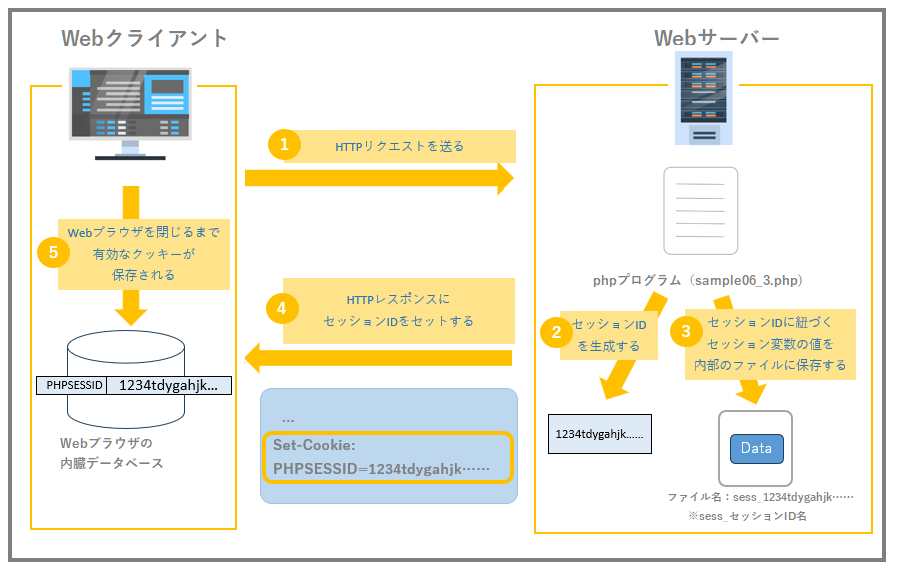 Webクライアント
Webサーバー
1
HTTPリクエストを送る
5
Webブラウザを閉じるまで
有効なクッキーが
保存される
phpプログラム（sample06_3.php）
4
HTTPレスポンスに
セッションIDをセットする
2
セッションID
を生成する
3
セッションIDに紐づく
セッション変数の値を
内部のファイルに保存する
PHPSESSID
1234tdygahjk...
Webブラウザの
内臓データベース
…
Set-Cookie:
PHPSESSID=1234tdygahjk……
1234tdygahjk……
Data
ファイル名：sess_1234tdygahjk……
※sess_セッションID名